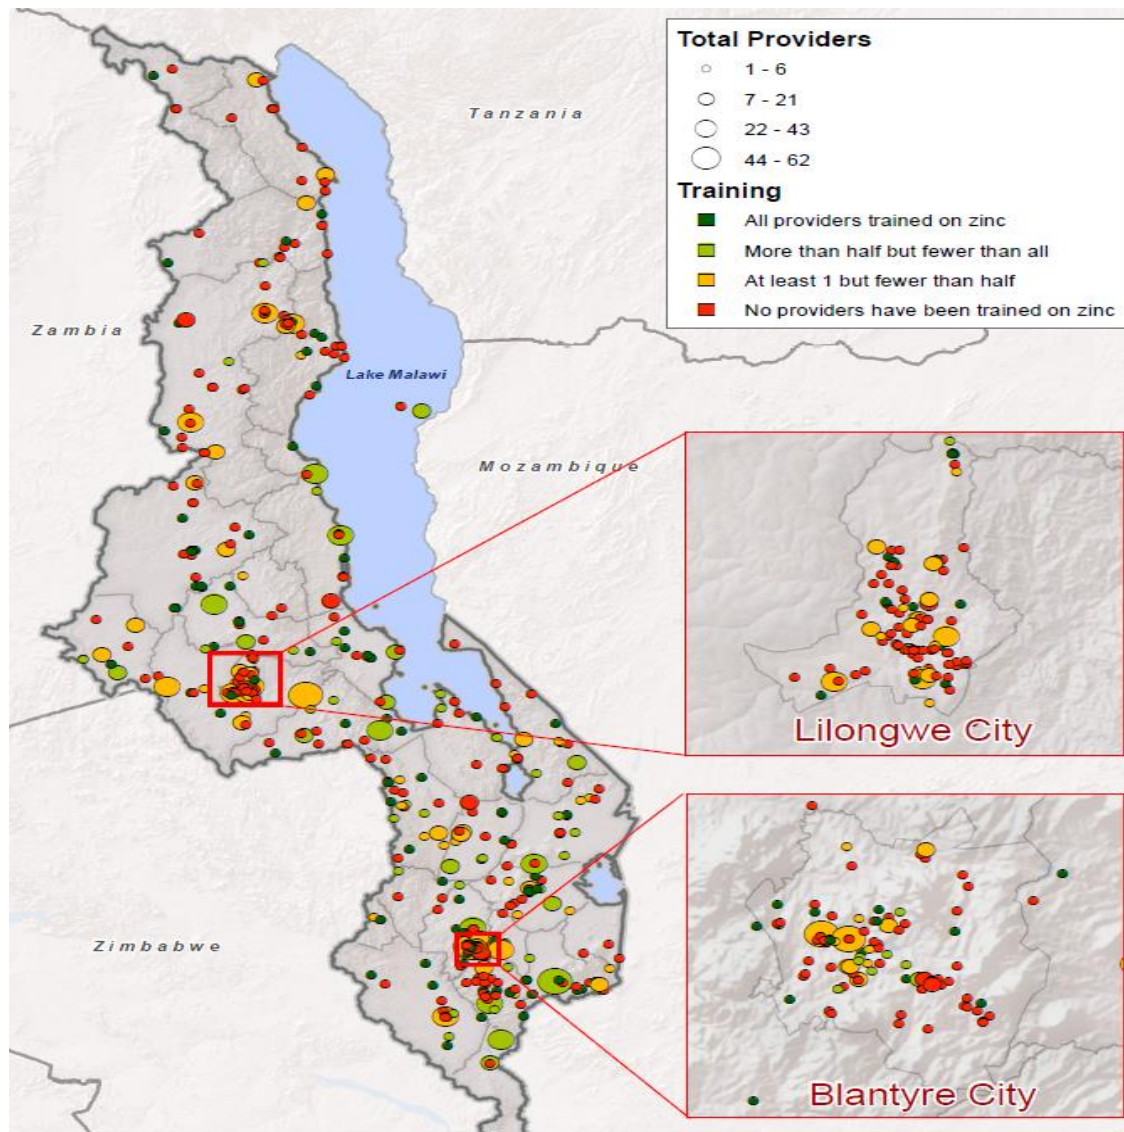 Total Providers
1 - 6
7 - 21
22 - 43
44 - 62
Training
All providers trained on zinc
More than half but fewer than all
At least 1 but fewer than half
No providers have been trained on zinc
Tanzania
Zambia
Lake Malawi
Mozambique
Lilongwe City
Zimbabwe
Blantyre City